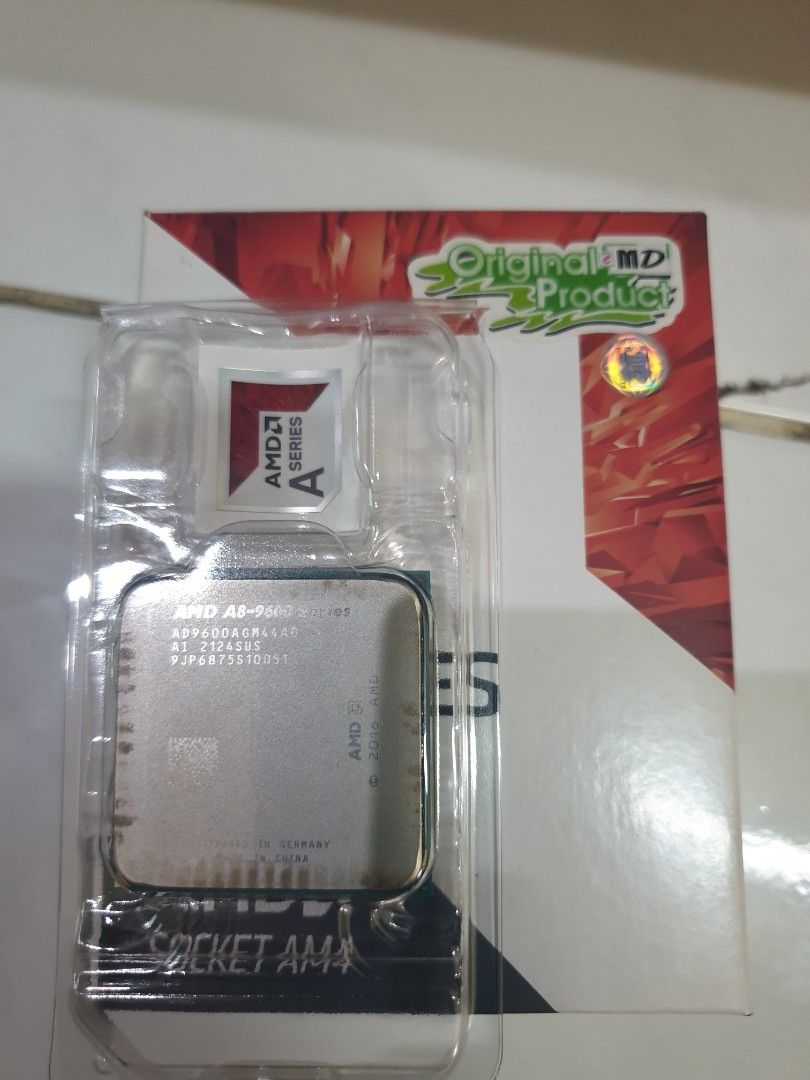 Original
MD
Product
AMD
A SERIES
AMD A8-9600 Series
AD9600AGM44AB
AI 2124SUS
9JP6875S10051
AMD
© 2016 AMD
IN GERMANY
IN CHINA
ES
SOCKET AM4